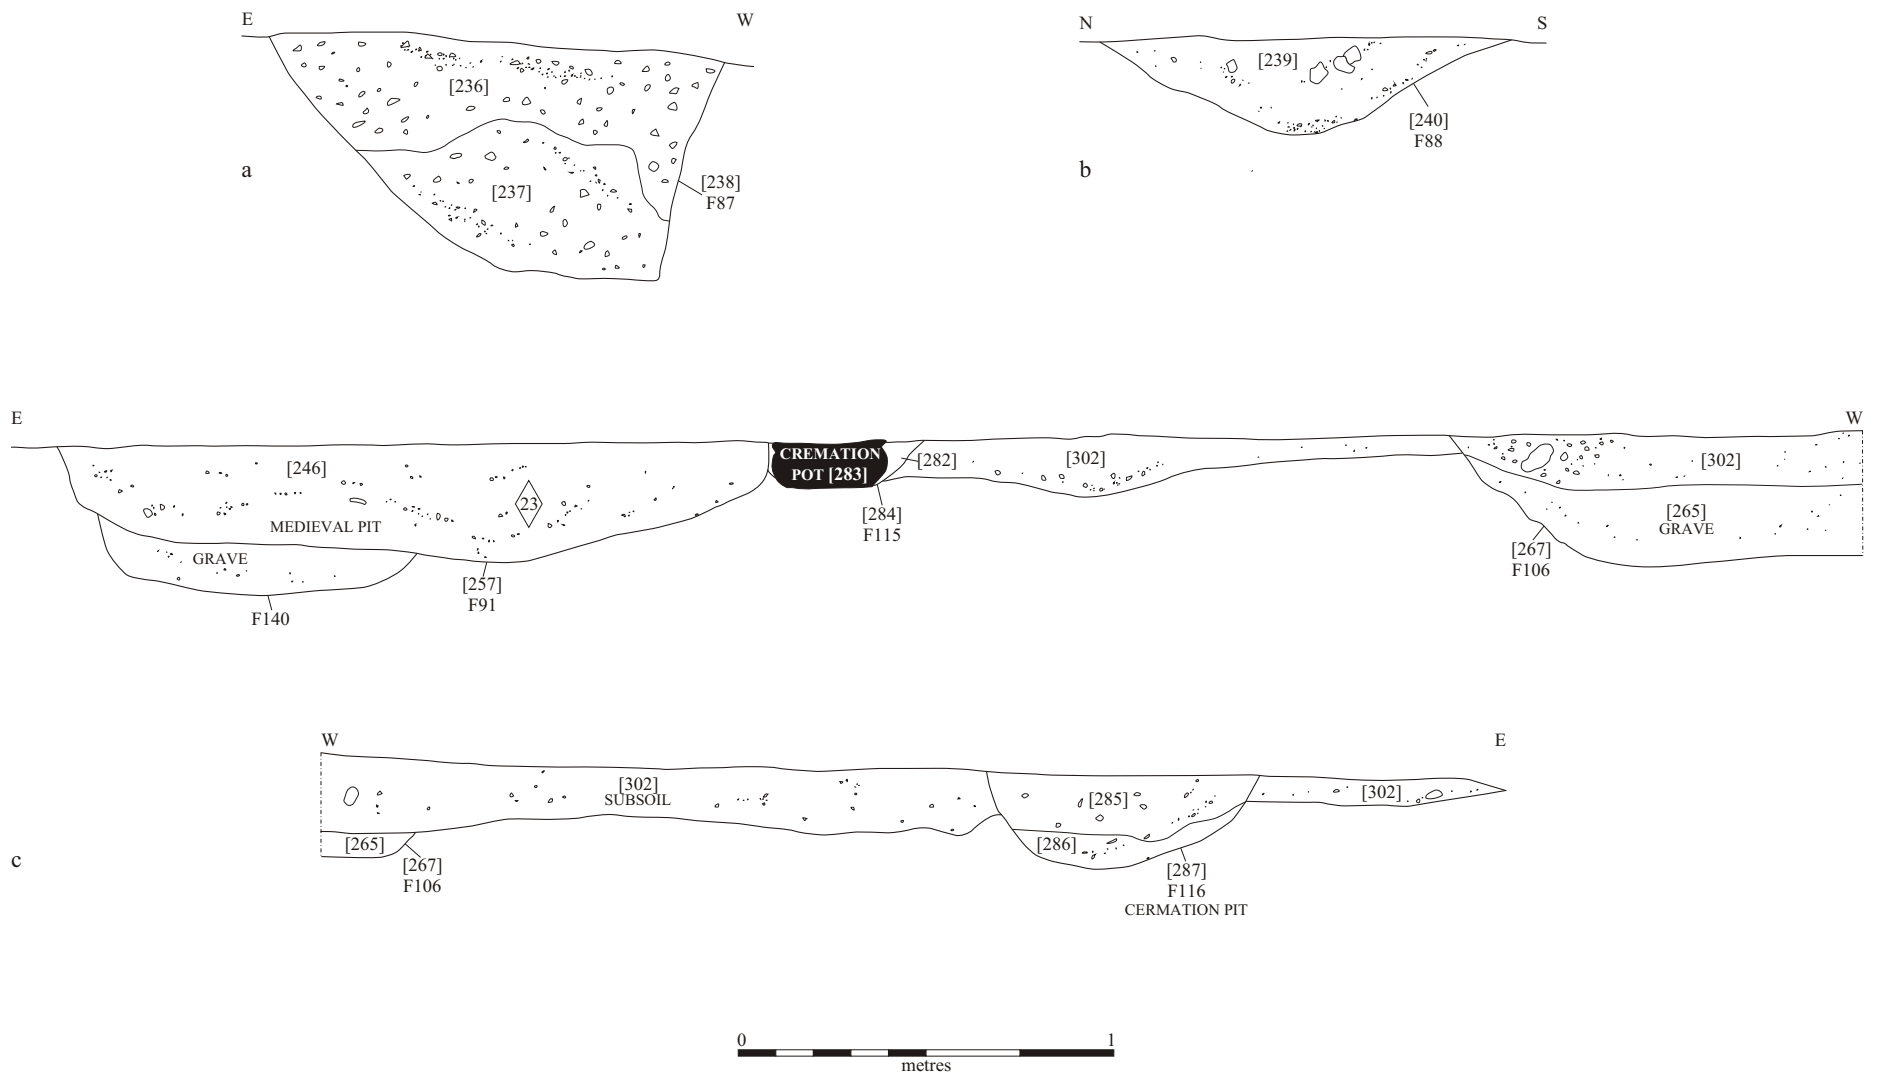 E W
[236]
[237]
[238]
F87
a
N S
[239]
[240]
F88
b
E W
[246]
23
MEDIEVAL PIT
GRAVE
[257]
F91
F140
CREMATION
POT [283]
[282]
[284]
F115
[302]
[302]
[265]
GRAVE
[267]
F106
W E
[302]
SUBSOIL
[265]
[267]
F106
[285]
[286]
[287]
F116
CERMATION PIT
[302]
c
0 1
metres